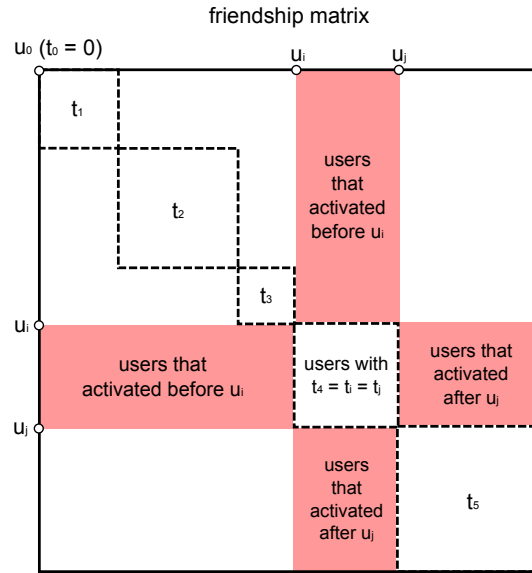 friendship matrix
u₀ (t₀ = 0)
uᵢ
uⱼ
t₁
t₂
t₃
users
that
activated
before uᵢ
uᵢ
users that
activated before uᵢ
users with
t₄ = tᵢ = tⱼ
users that
activated
after uⱼ
uⱼ
users
that
activated
after uⱼ
t₅